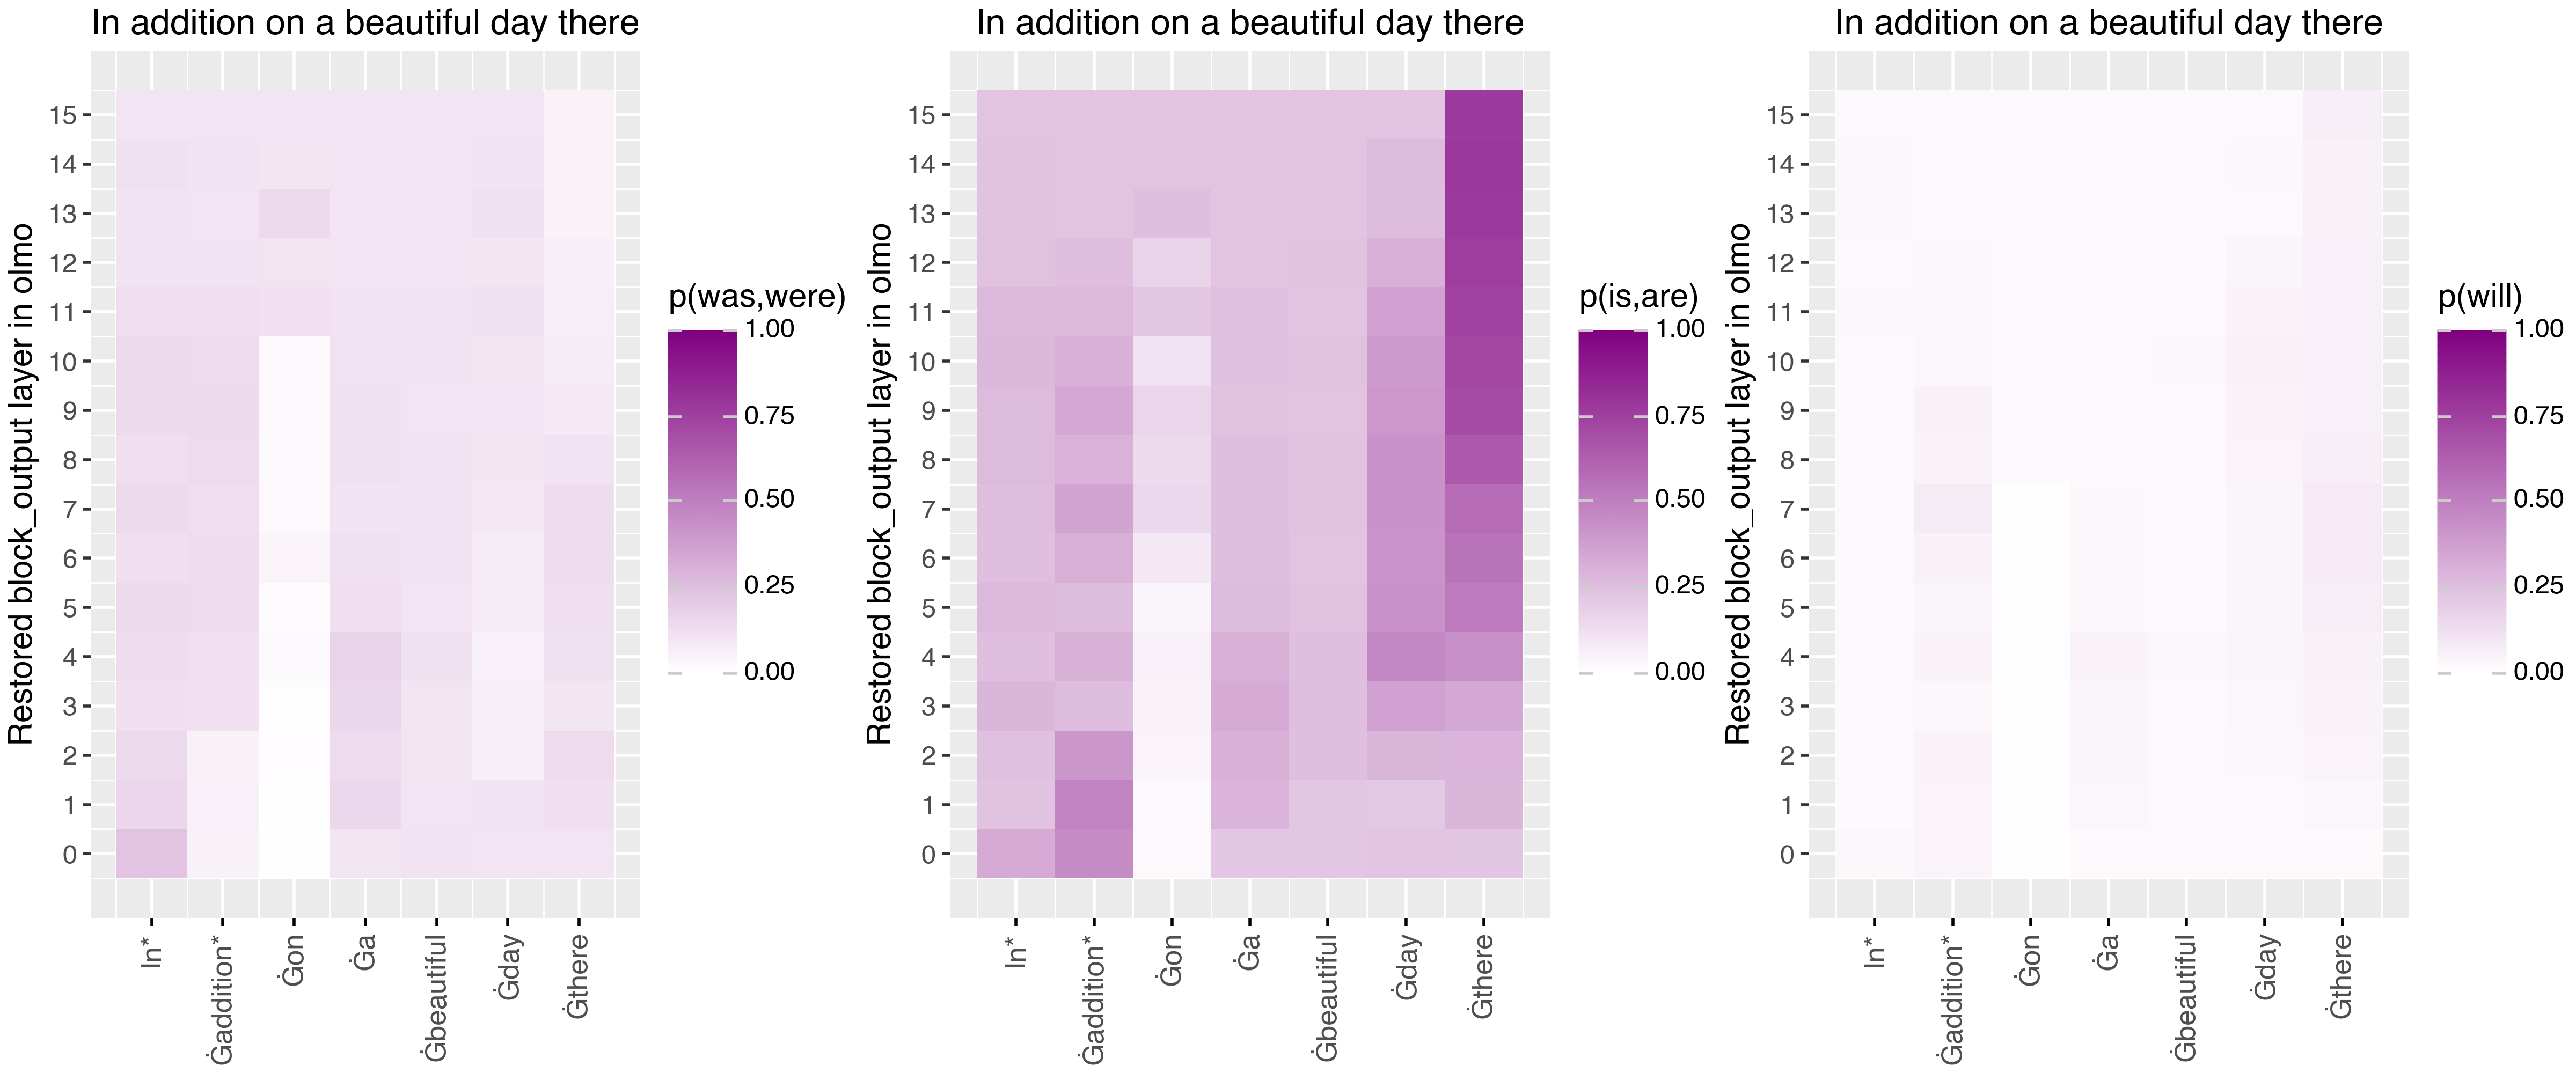 In addition on a beautiful day there
Restored block_output layer in olmo
15
14
13
12
11
10
9
8
7
6
5
4
3
2
1
0
In*
Ġaddition*
Ġon
Ġa
Ġbeautiful
Ġday
Ġthere
p(was,were)
1.00
0.75
0.50
0.25
0.00
In addition on a beautiful day there
Restored block_output layer in olmo
15
14
13
12
11
10
9
8
7
6
5
4
3
2
1
0
In*
Ġaddition*
Ġon
Ġa
Ġbeautiful
Ġday
Ġthere
p(is,are)
1.00
0.75
0.50
0.25
0.00
In addition on a beautiful day there
Restored block_output layer in olmo
15
14
13
12
11
10
9
8
7
6
5
4
3
2
1
0
In*
Ġaddition*
Ġon
Ġa
Ġbeautiful
Ġday
Ġthere
p(will)
1.00
0.75
0.50
0.25
0.00